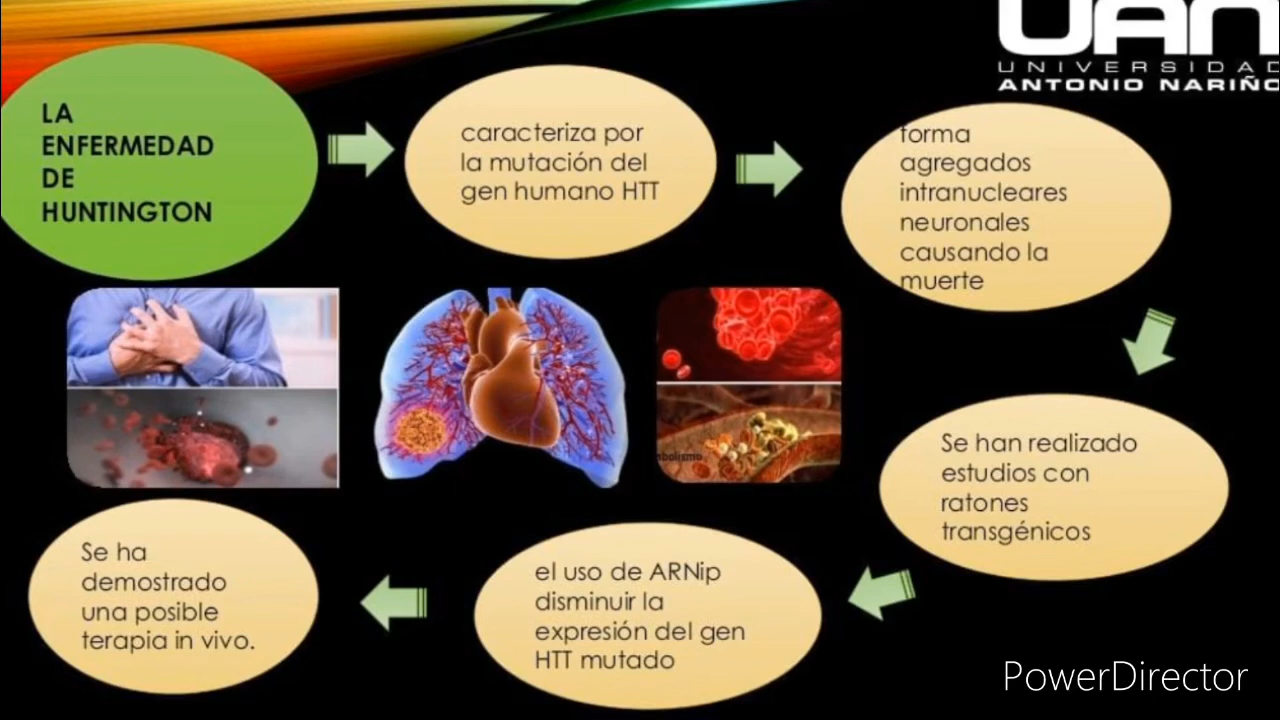 UAN
UNIVERSIDAD
ANTONIO NARIÑO
LA
ENFERMEDAD
DE
HUNTINGTON
caracteriza por
la mutación del
gen humano HTT
forma
agregados
intranucleares
neuronales
causando la
muerte
Se han realizado
estudios con
ratones
transgénicos
el uso de ARNip
disminuir la
expresión del gen
HTT mutado
Se ha
demostrado
una posible
terapia in vivo.
PowerDirector